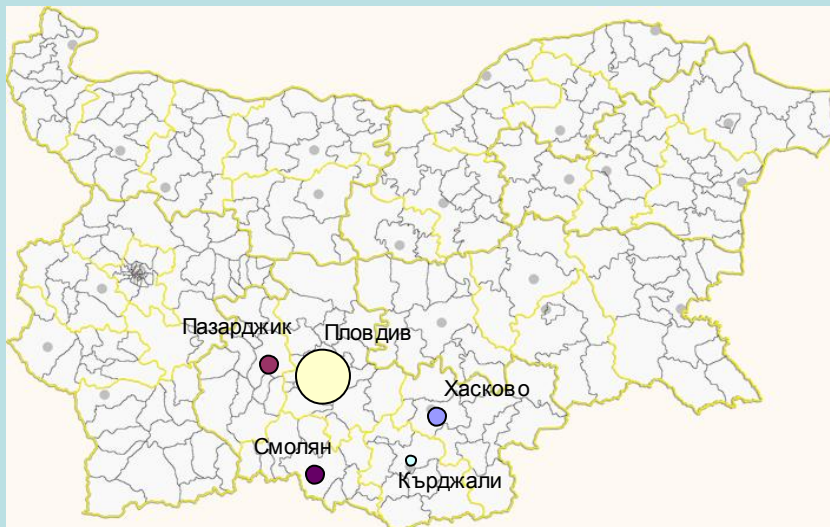 Пазарджик
Пловдив
Хасково
Смолян
Кърджали